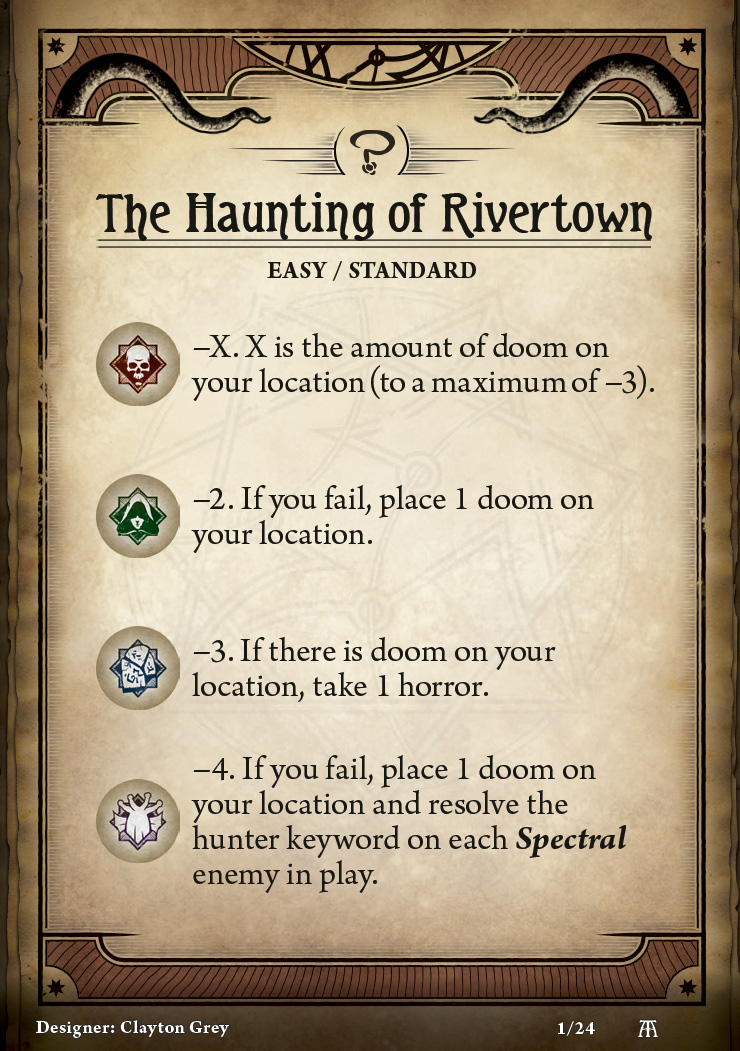 The Haunting of Rivertown
EASY / STANDARD
–X. X is the amount of doom on
your location (to a maximum of –3).
–2. If you fail, place 1 doom on
your location.
–3. If there is doom on your
location, take 1 horror.
–4. If you fail, place 1 doom on
your location and resolve the
hunter keyword on each Spectral
enemy in play.
Designer: Clayton Grey 1/24